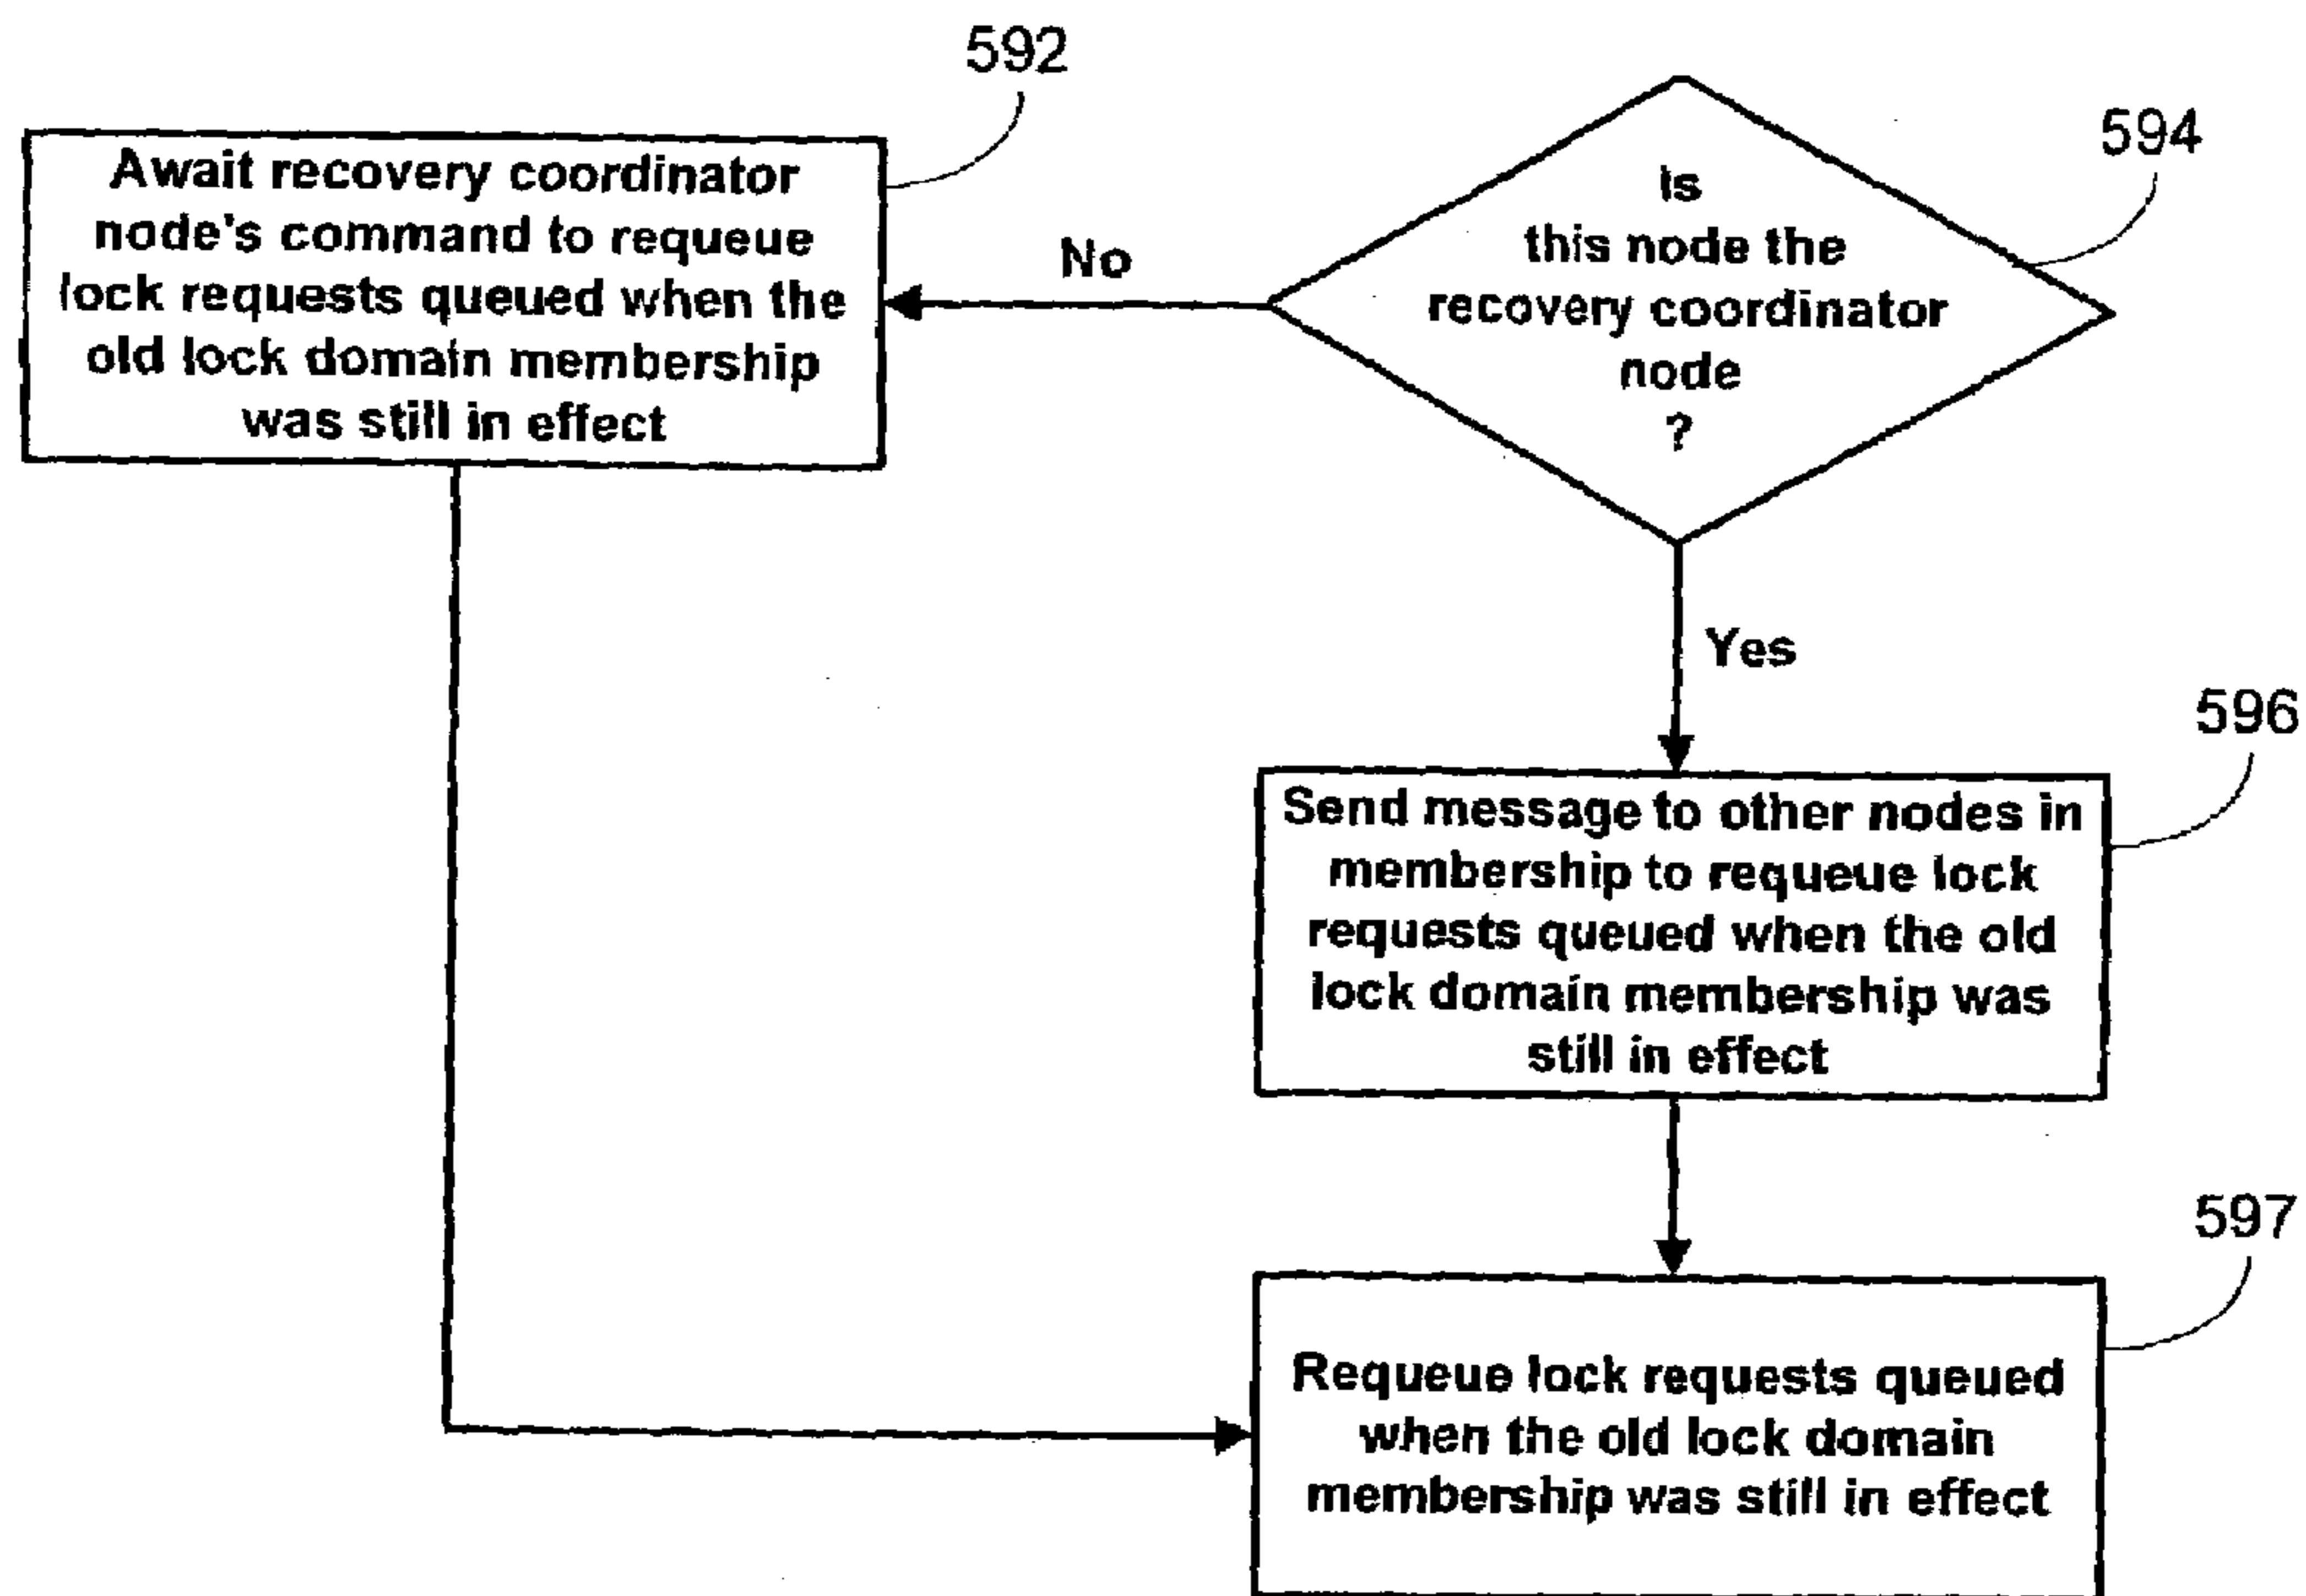 592
Await recovery coordinator
node's command to requeue
lock requests queued when the
old lock domain membership
was still in effect
No
594
Is
this node the
recovery coordinator
node
?
Yes
596
Send message to other nodes in
membership to requeue lock
requests queued when the old
lock domain membership was
still in effect
597
Requeue lock requests queued
when the old lock domain
membership was still in effect